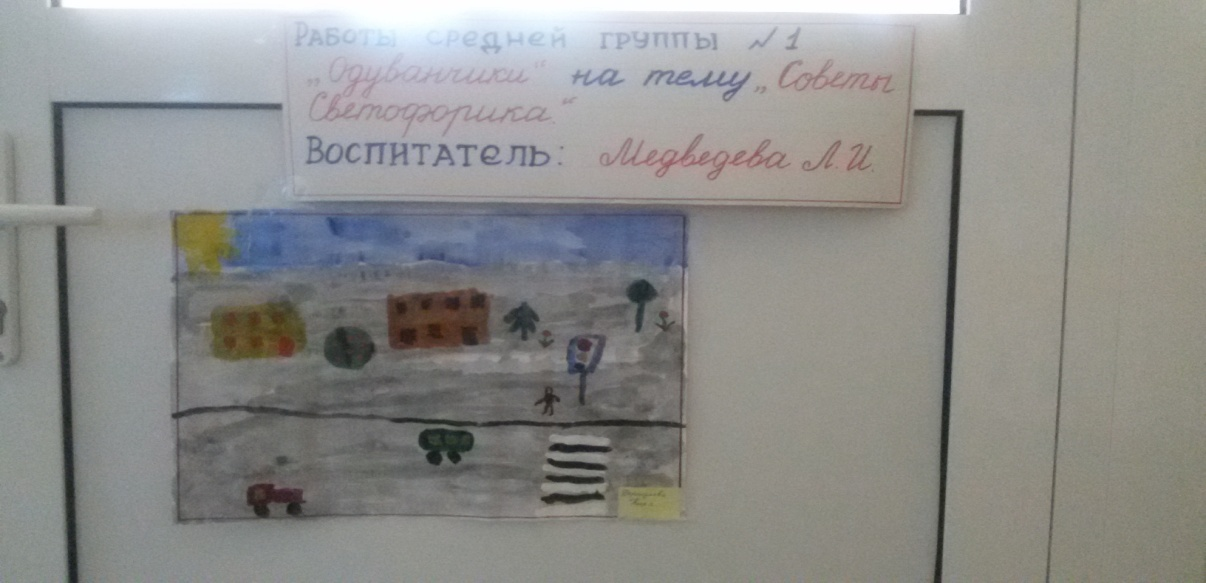 Работы средней группы №1
„Одуванчики“ на тему „Советы
Светофорика.“
Воспитатель: Медведева Л.И.